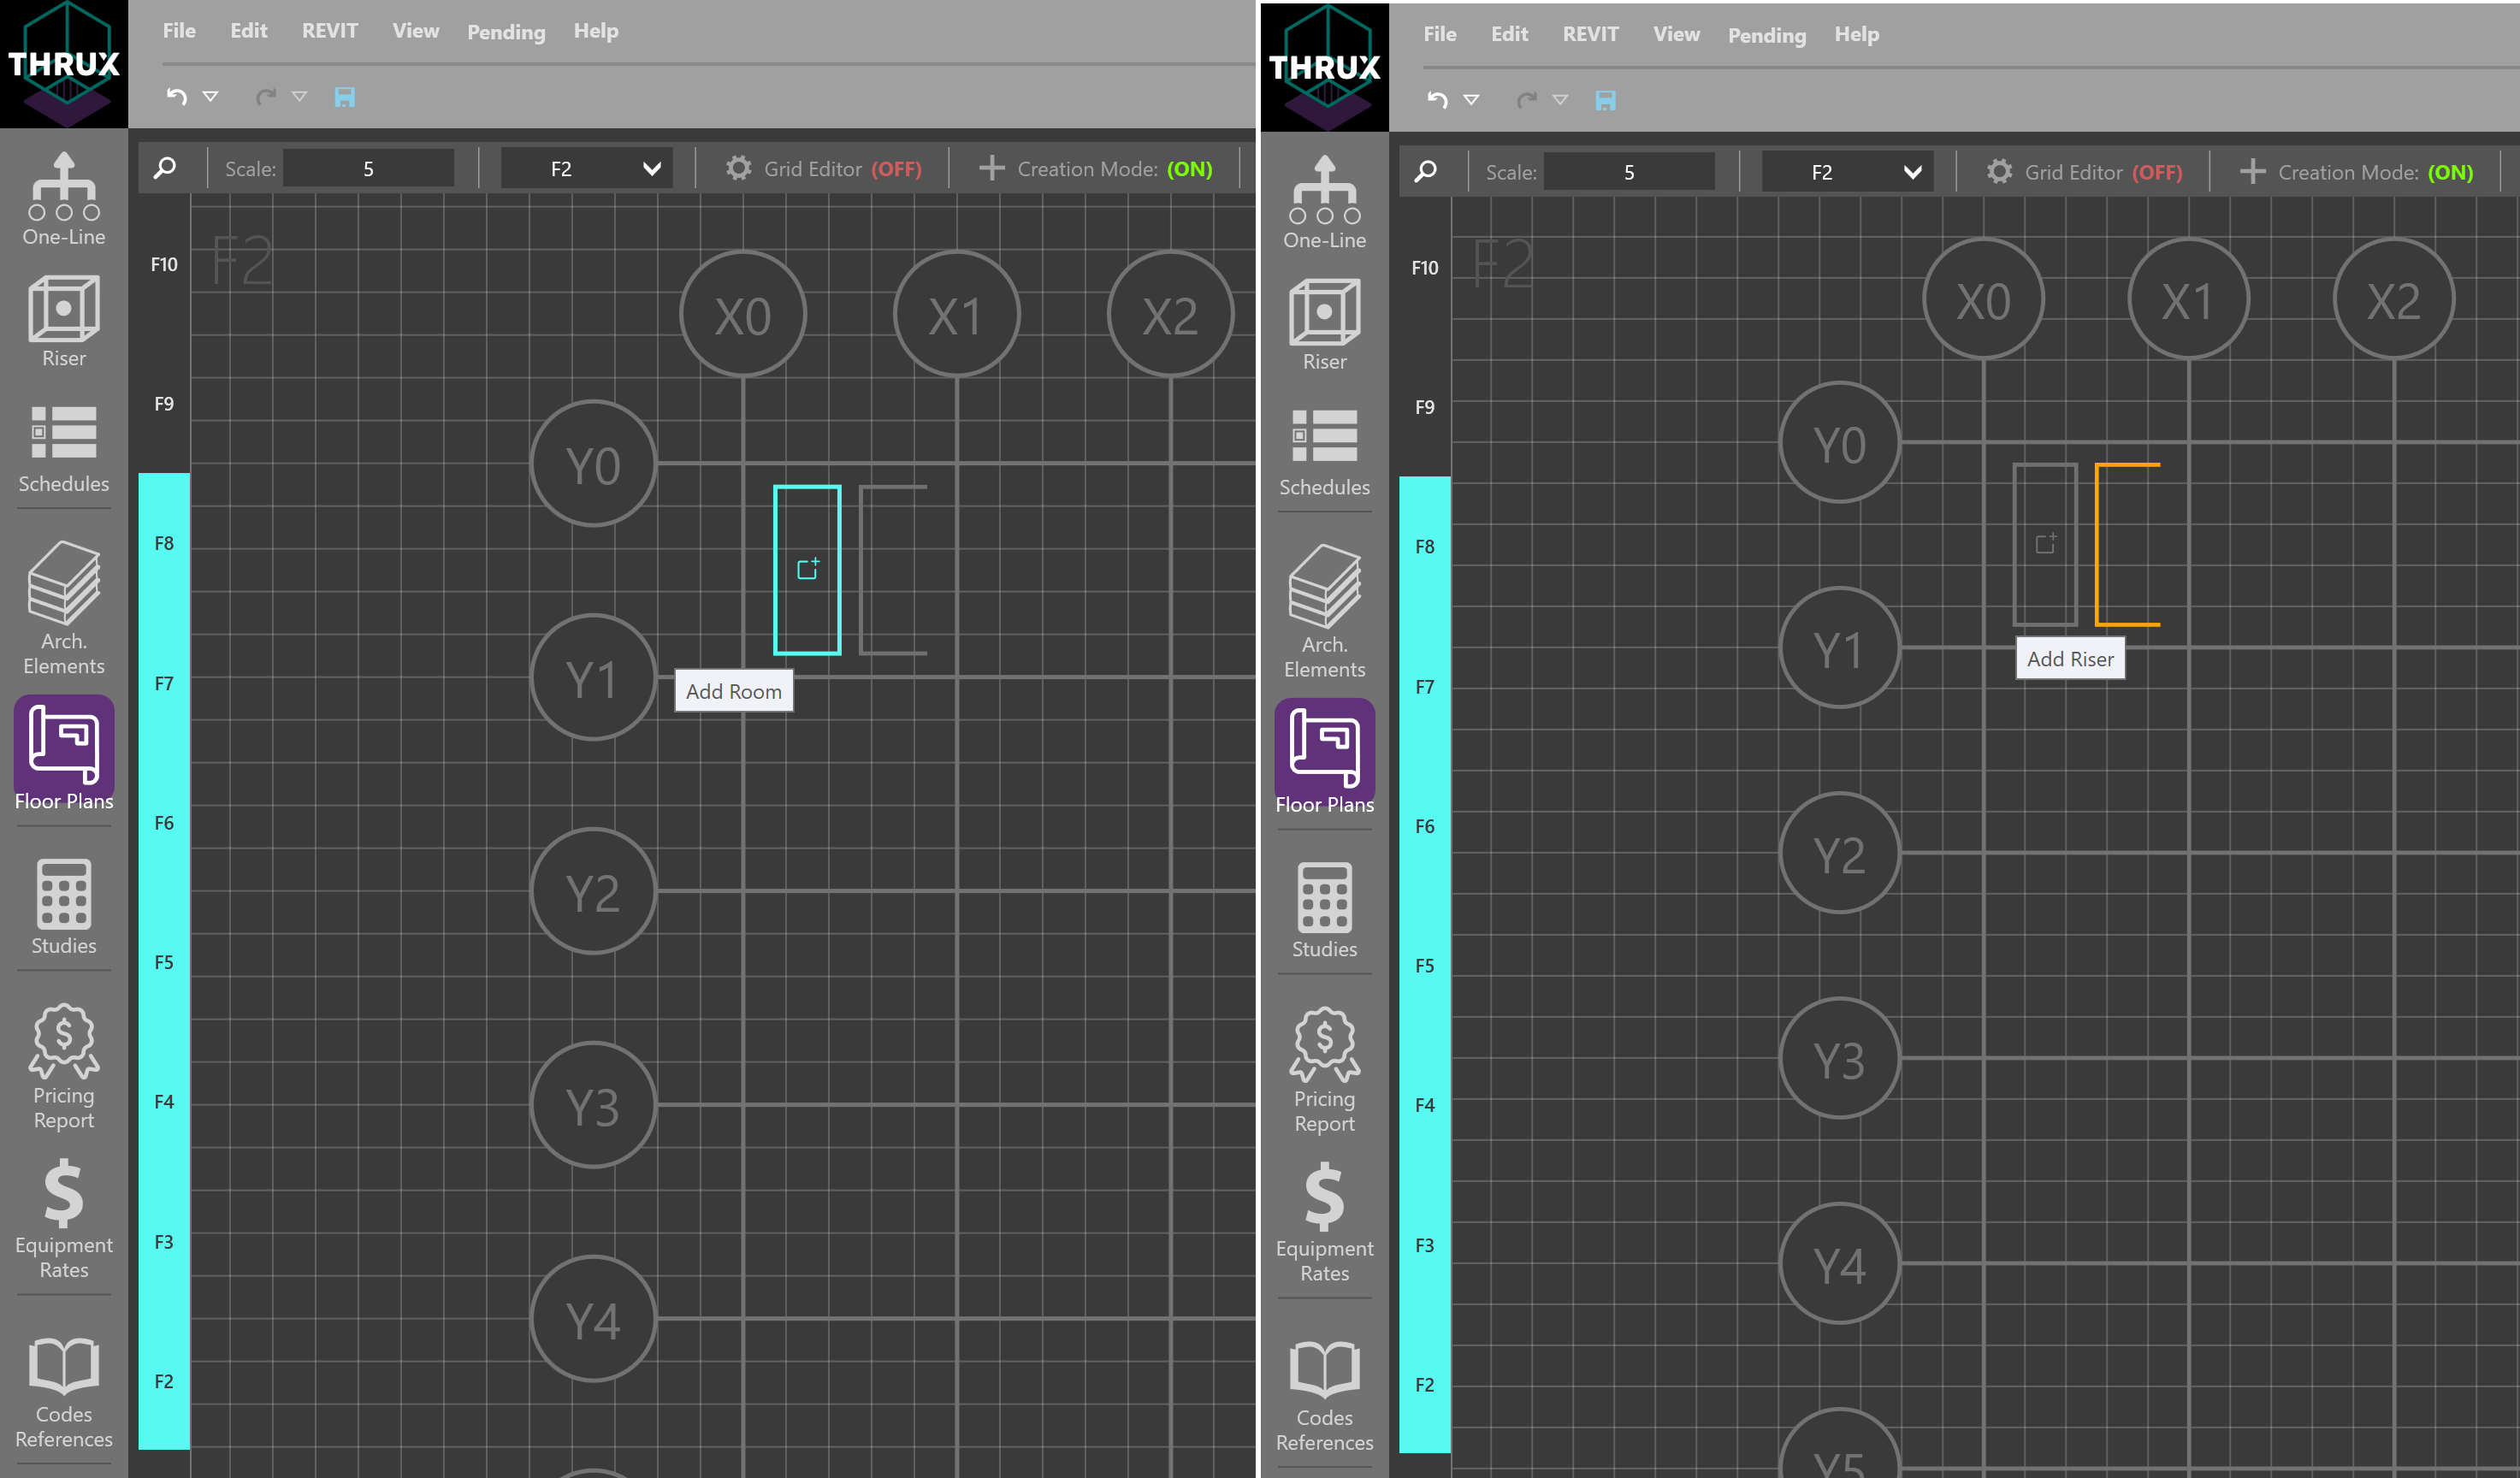 THRUX
File Edit REVIT View Pending Help
Scale: 5 F2 Grid Editor (OFF) Creation Mode: (ON)
One-Line
Riser
Schedules
Arch.
Elements
Floor Plans
Studies
Pricing
Report
Equipment
Rates
Codes
References
F10
F9
F8
F7
F6
F5
F4
F3
F2
F2
X0 X1 X2
Y0
Y1
Add Room
Y2
Y3
Y4
THRUX
File Edit REVIT View Pending Help
Scale: 5 F2 Grid Editor (OFF) Creation Mode: (ON)
One-Line
Riser
Schedules
Arch.
Elements
Floor Plans
Studies
Pricing
Report
Equipment
Rates
Codes
References
F10
F9
F8
F7
F6
F5
F4
F3
F2
F2
X0 X1 X2
Y0
Y1
Add Riser
Y2
Y3
Y4
Y5